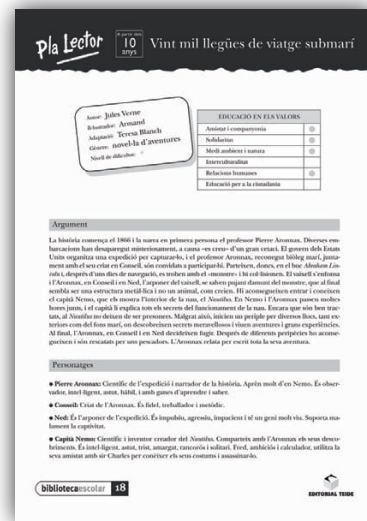 Pla Lector
A partir dels
10
anys
Vint mil llegües de viatge submarí
Autor: Jules Verne
Il·lustrador: Armand
Adaptació: Teresa Blanch
Gènere: novel·la d'aventures
Nivell de dificultat:
EDUCACIÓ EN ELS VALORS
Amistat i companyonia
Solidaritat
Medi ambient i natura
Interculturalitat
Relacions humanes
Educació per a la ciutadania
Argument
La història comença el 1866 i la narra en primera persona el professor Pierre Aronnax. Diverses em-
barcacions han desaparegut misteriosament, a causa –es creu– d'un gran cetaci. El govern dels Estats
Units organitza una expedició per capturar-lo, i el professor Aronnax, reconegut biòleg marí, junta-
ment amb el seu criat en Conseil, són convidats a participar-hi. Parteixen, doncs, en el buc Abraham Lin-
coln i, després d'uns dies de navegació, es troben amb el «monstre» i hi col·lisionen. El vaixell s'enfonsa
i l'Aronnax, en Conseil i en Ned, l'arponer del vaixell, se salven pujant damunt del monstre, que al final
sembla ser una estructura metàl·lica i no un animal, com creien. Hi aconsegueixen entrar i coneixen
el capità Nemo, que els mostra l'interior de la nau, el Nautilus. En Nemo i l'Aronnax passen moltes
hores junts, i el capità li explica tots els secrets del funcionament de la nau. Encara que són ben trac-
tats, al Nautilus no deixen de ser presoners. Malgrat això, inicien un periple per diversos llocs, tant ex-
teriors com del fons marí, on descobreixen secrets meravellosos i viuen aventures i grans experiències.
Al final, l'Aronnax, en Conseil i en Ned decideixen fugir. Després de diferents peripècies ho aconse-
gueixen i són rescatats per uns pescadors. L'Aronnax relata per escrit tota la seva aventura.
Personatges
● Pierre Aronnax: Científic de l'expedició i narrador de la història. Aprèn molt d'en Nemo. És obser-
vador, intel·ligent, astut, hàbil, i amb ganes d'aprendre i saber.
● Conseil: Criat de l'Aronnax. És fidel, treballador i metòdic.
● Ned: És l'arponer de l'expedició. És impulsiu, agressiu, impacient i té un geni molt viu. Suporta ma-
lament la captivitat.
● Capità Nemo: Científic i inventor creador del Nautilus. Comparteix amb l'Aronnax els seus desco-
briments. És intel·ligent, astut, trist, amargat, rancorós i solitari. Fred, ambiciós i calculador, utilitza la
seva amistat amb sir Charles per conèixer els seus costums i assassinar-lo.
bibliotecaescolar 18
EDITORIAL TEIDE